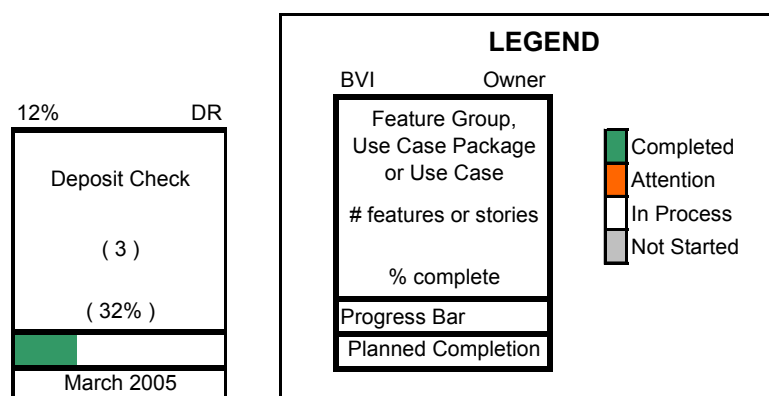 12% DR
Deposit Check
( 3 )
( 32% )
March 2005
LEGEND
BVI Owner
Feature Group,
Use Case Package
or Use Case
# features or stories
% complete
Progress Bar
Planned Completion
Completed
Attention
In Process
Not Started